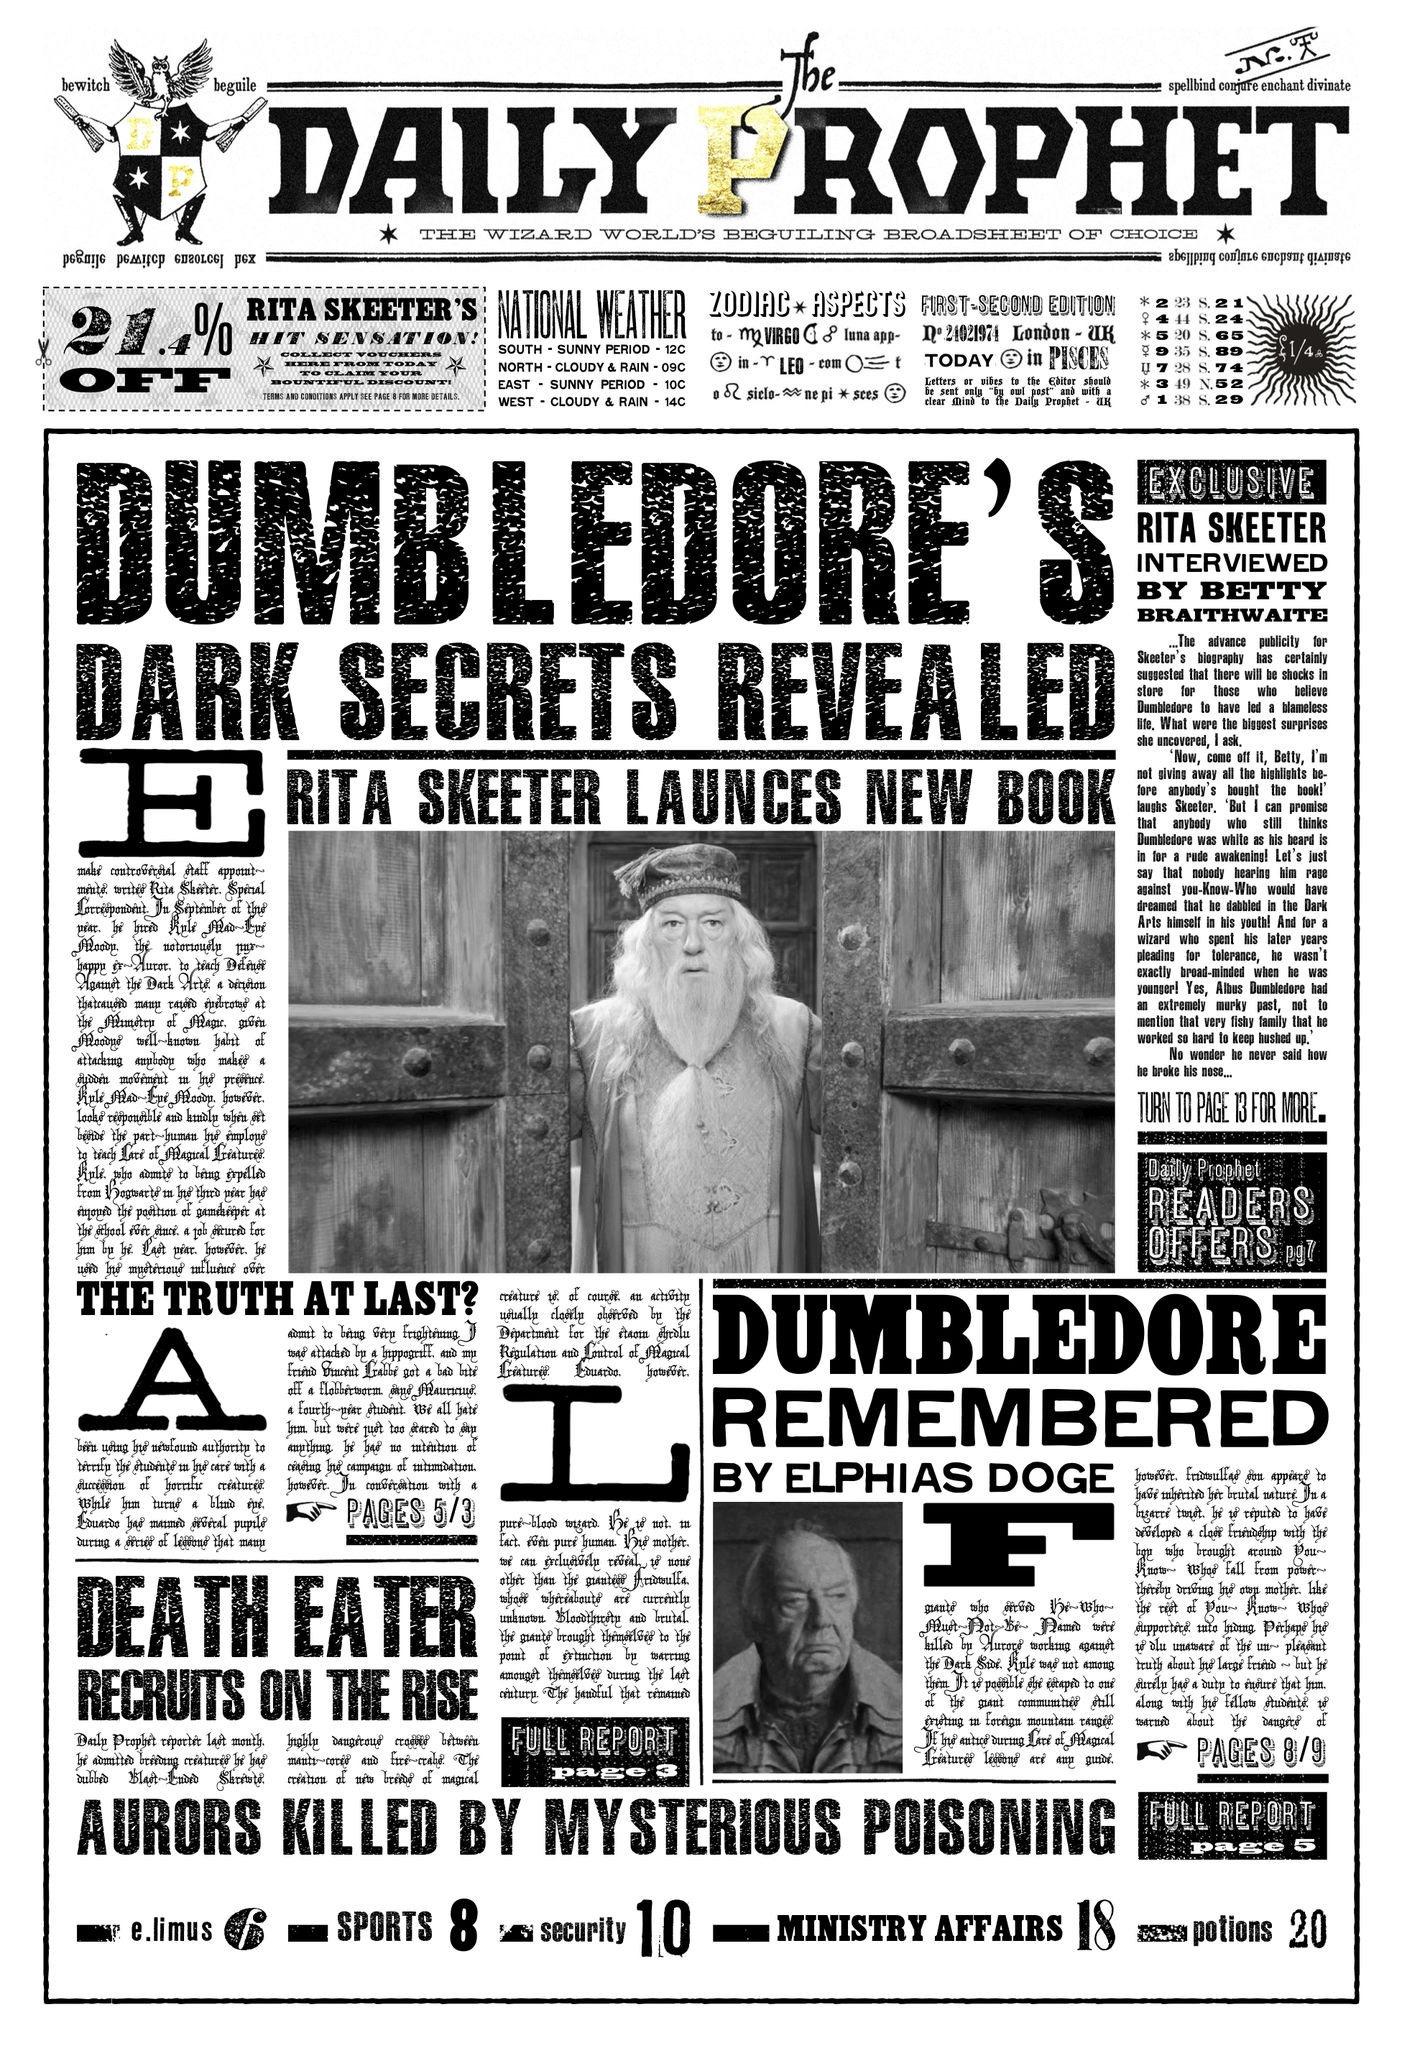 bewitch
beguile
The
N.
spellbind conjure enchant divinate
DAILY PROPHET
D P
THE WIZARD WORLD'S BEGUILING BROADSHEET OF CHOICE
beguile bewitch ensorcel hex
spellbind conjure enchant divinate
21.4%
OFF
RITA SKEETER'S
HIT SENSATION!
COLLECT VOUCHERS
HERE FROM TODAY
TO CLAIM YOUR
BOUNTIFUL DISCOUNT!
TERMS AND CONDITIONS APPLY SEE PAGE 8 FOR MORE DETAILS.
NATIONAL WEATHER
SOUTH - SUNNY PERIOD - 12C
NORTH - CLOUDY & RAIN - 09C
EAST - SUNNY PERIOD - 10C
WEST - CLOUDY & RAIN - 14C
ZODIAC * ASPECTS
to - ♍ VIRGO ☾ ☍ luna app-
in - ♈ LEO - com t
o ♌ siclo- ♒ ne pi * sces
FIRST-SECOND EDITION
Nº 24021974 London - UK
TODAY in PISCES
Letters or vibes to the Editor should
be sent only "by owl post" and with a
clear Mind to the Daily Prophet - UK
* 2 23 S. 21
♀ 4 44 S. 24
* 5 20 S. 65
☿ 9 35 S. 89
7 28 S. 74
* 3 49 N. 52
♂ 1 38 S. 29
1/4
DUMBLEDORE'S
DARK SECRETS REVEALED
RITA SKEETER LAUNCES NEW BOOK
E
make controversial staff appoint-
ments, writes Rita Skeeter, Special
Correspondent. In September of this
year, he hired Kyle Mad-Eye
Moody, the notoriously
happy ex-Auror, to teach Defense
Against the Dark Arts, a decision
thatcaused many raised eyebrows at
the Ministry of Magic, given
Moodys well-known habit of
attacking anybody who makes a
sudden movement in his presence.
Kyle Mad-Eye Moody, however,
looks responsible and kindly when set
beside the part-human he employs
to teach Care of Magical Creatures.
Kyle, who admits to being expelled
from Hogwarts in his third year has
enjoyed the position of gamekeeper at
the school ever since, a job secured for
him by he. Last year, however, he
used his mysterious influence over
EXCLUSIVE
RITA SKEETER
INTERVIEWED
BY BETTY
BRAITHWAITE
...The advance publicity for
Skeeter's biography has certainly
suggested that there will be shocks in
store for those who believe
Dumbledore to have led a blameless
life. What were the biggest surprises
she uncovered, I ask.
'Now, come off it, Betty, I'm
not giving away all the highlights be-
fore anybody's bought the book!'
laughs Skeeter. 'But I can promise
that anybody who still thinks
Dumbledore was white as his beard is
in for a rude awakening! Let's just
say that nobody hearing him rage
against you-Know-Who would have
dreamed that he dabbled in the Dark
Arts himself in his youth! And for a
wizard who spent his later years
pleading for tolerance, he wasn't
exactly broad-minded when he was
younger! Yes, Albus Dumbledore had
an extremely murky past, not to
mention that very fishy family that he
worked so hard to keep hushed up.'
No wonder he never said how
he broke his nose...
TURN TO PAGE 13 FOR MORE.
Daily Prophet
READERS
OFFERS pg7
THE TRUTH AT LAST?
A
been using his newfound authority to
terrify the students in his care with a
succession of horrific creatures.
While him turns a blind eye,
Eduardo has maimed several pupils
during a series of lessons that many
admit to being very frightening. I
was attacked by a hippogriff, and my
friend Vincent Crabbe got a bad bite
off a flobberworm, says Mauricius,
a fourth-year student. We all hate
him, but were just too scared to say
anything. he has no intention of
ceasing his campaign of intimidation,
however. In conversation with a
PAGES 5/3
creature is, of course, an activity
usually closely observed by the
Department for the etaoin shrdlu
Regulation and Control of Magical
Creatures. Eduardo, however,
L
pure-blood wizard. He is not, in
fact, even pure human. His mother,
we can exclusively reveal, is none
other than the giantess Fridwulfa,
whose whereabouts are currently
unknown. Bloodthirsty and brutal,
the giants brought themselves to the
point of extinction by warring
amongst themselves during the last
century. The handful that remained
FULL REPORT
page 3
DEATH EATER
RECRUITS ON THE RISE
Daily Prophet reporter last month,
he admitted breeding creatures he has
dubbed Blast-Ended Skrewts,
highly dangerous crosses between
manti-cores and fire-crabs. The
creation of new breeds of magical
DUMBLEDORE
REMEMBERED
BY ELPHIAS DOGE
F
giants who served He-Who-
Must-Not-Be- Named were
killed by Aurors working against
the Dark Side, Kyle was not among
them. It is possible she escaped to one
of the giant communities still
existing in foreign mountain ranges.
If his antics during Care of Magical
Creatures lessons are any guide,
however, fridwulfas son appears to
have inherited her brutal nature. In a
bizarre twist, he is reputed to have
developed a close friendship with the
boy who brought around You-
Know- Whos fall from power-
thereby driving his own mother, like
the rest of You- Know- Whos
supporters, into hiding. Perhaps he
is dlu unaware of the un- pleasant
truth about his large friend - but he
surely has a duty to ensure that him,
along with his fellow students, is
warned about the dangers of
PAGES 8/9
AURORS KILLED BY MYSTERIOUS POISONING
FULL REPORT
page 5
e.limus 6 SPORTS 8 security 10 MINISTRY AFFAIRS 18 potions 20